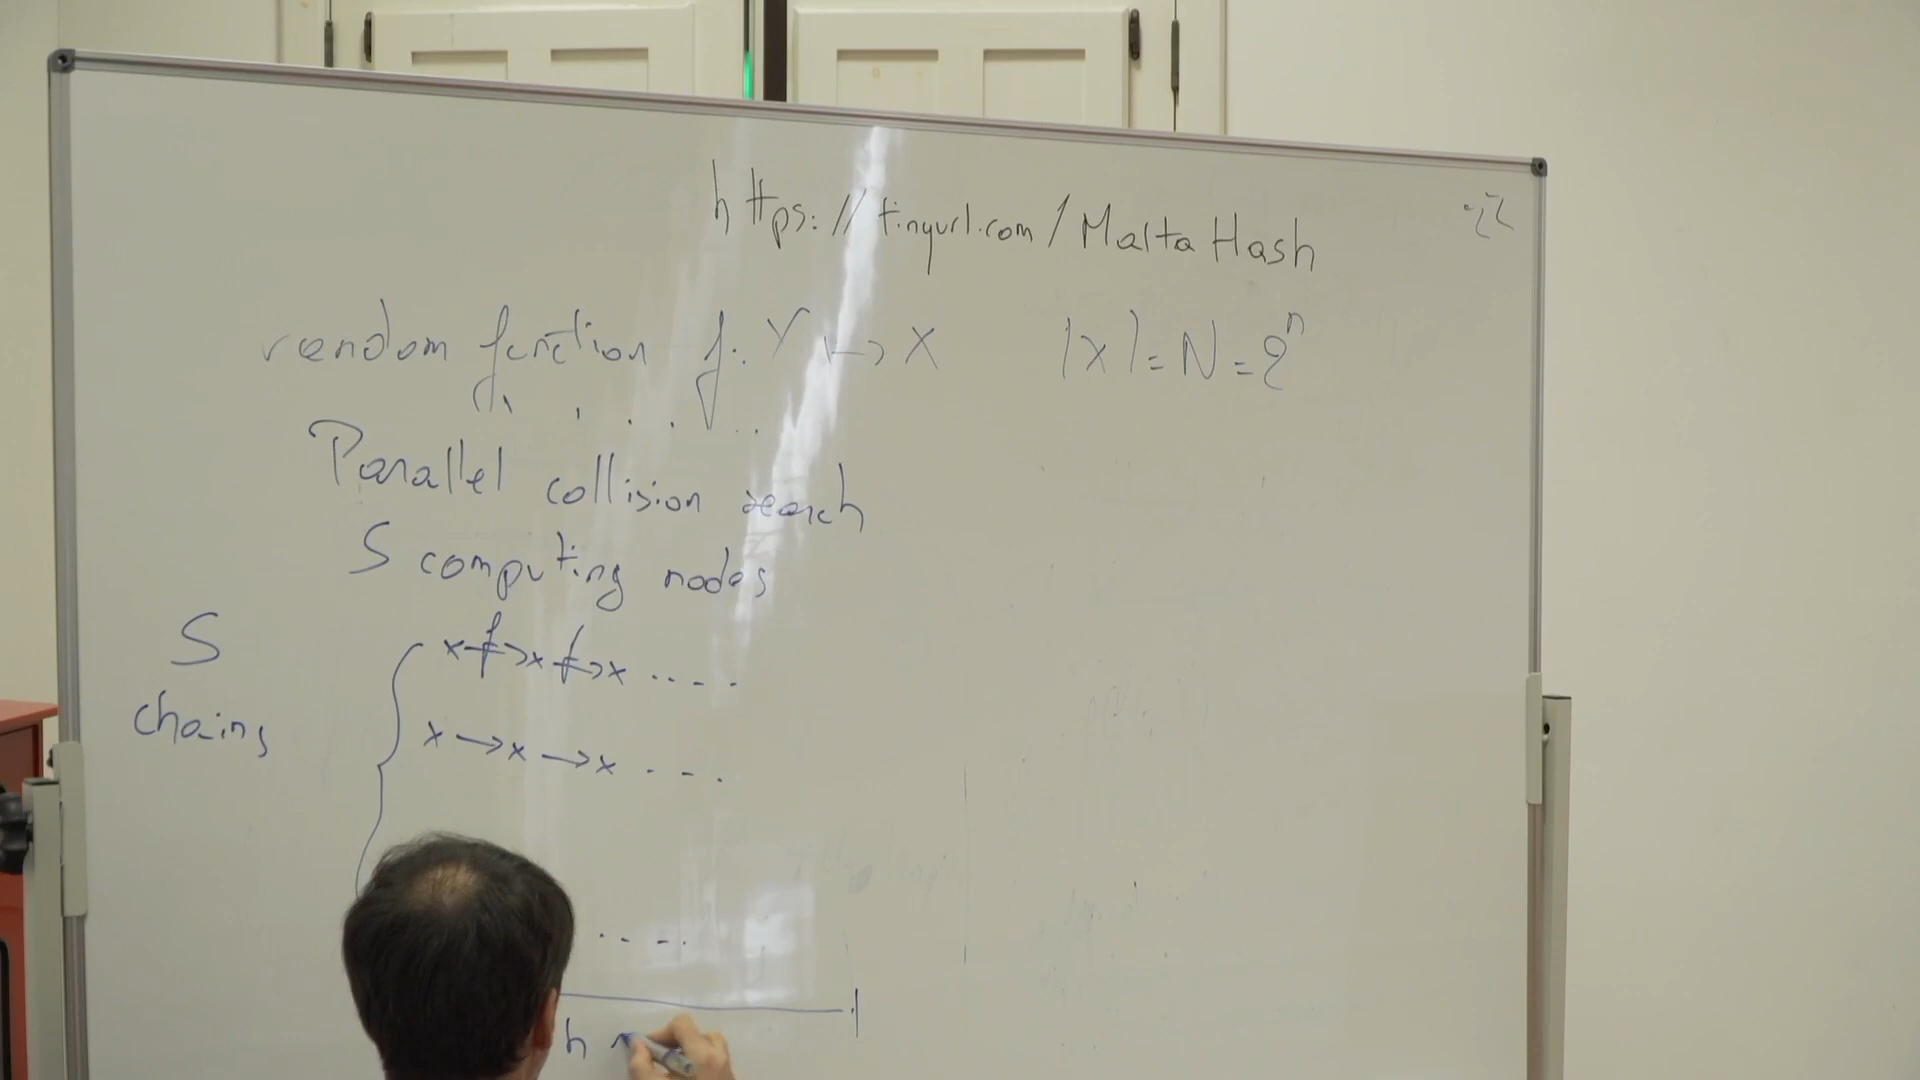 https://tinyurl.com/MaltaHash
random function f: Y ↦ X |X| = N = 2^n
Parallel collision search
S computing nodes
S chains
x -f-> x -f-> x ....
x → x → x ....
....
h